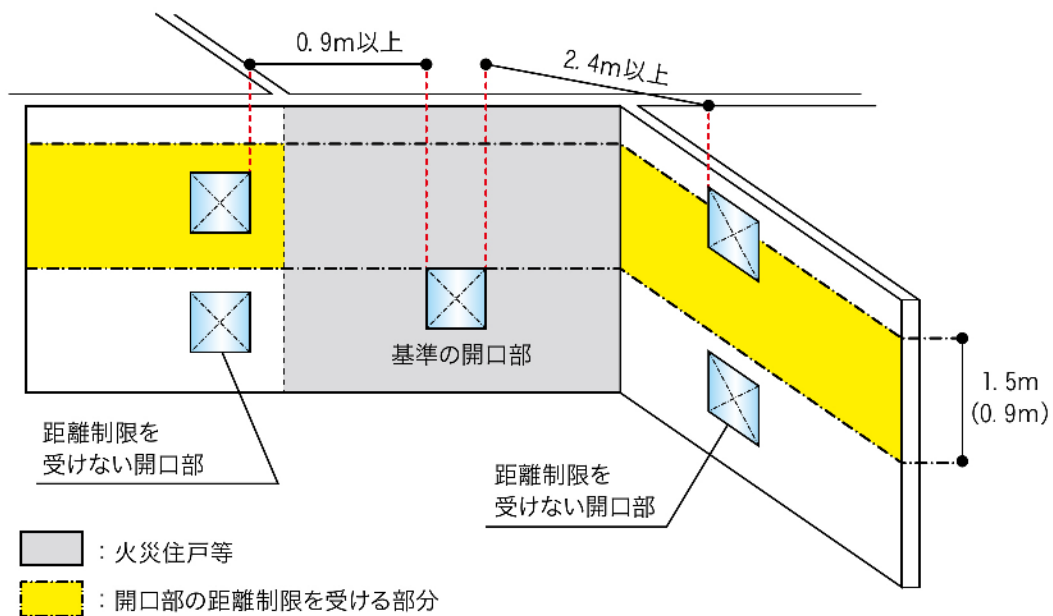 0.9m以上
2.4m以上
基準の開口部
1.5m
(0.9m)
距離制限を
受けない開口部
距離制限を
受けない開口部
：火災住戸等
：開口部の距離制限を受ける部分